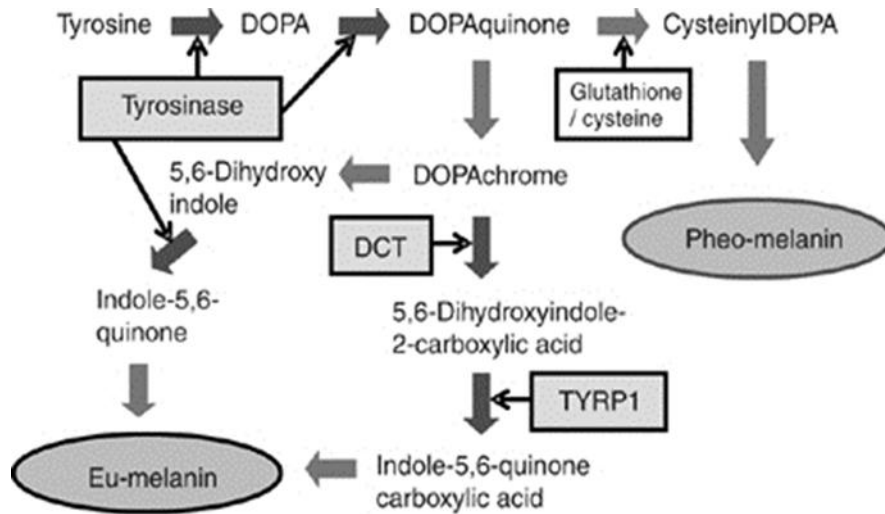 Tyrosine
DOPA
DOPAquinone
CysteinylDOPA
Tyrosinase
Glutathione
/ cysteine
5,6-Dihydroxy
indole
DOPAchrome
DCT
Pheo-melanin
Indole-5,6-
quinone
5,6-Dihydroxyindole-
2-carboxylic acid
TYRP1
Eu-melanin
Indole-5,6-quinone
carboxylic acid